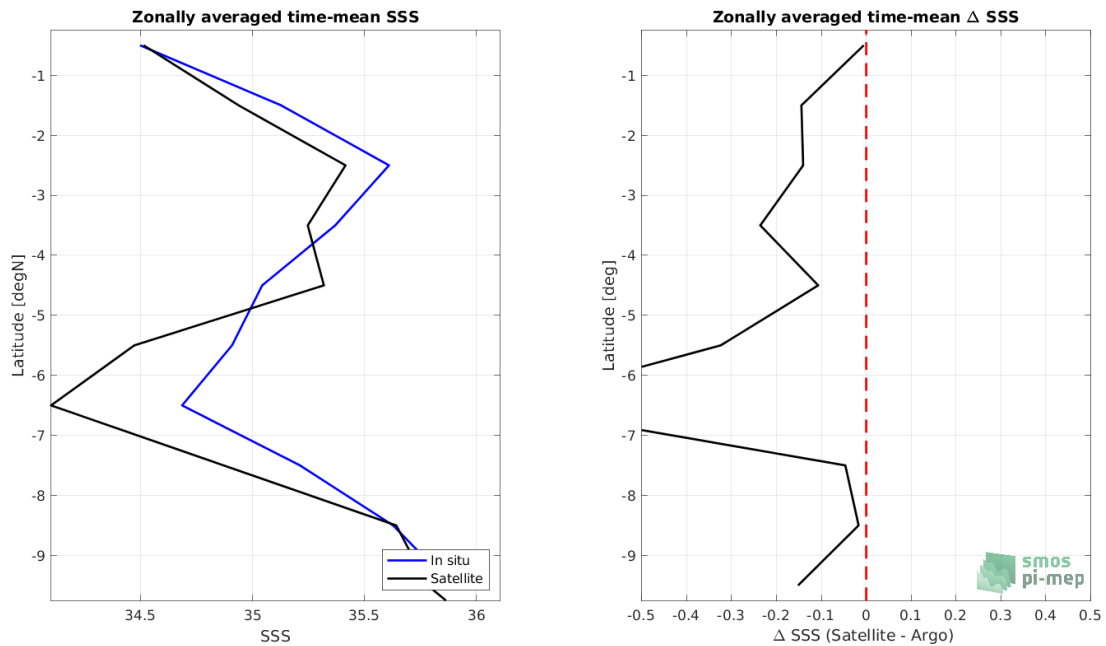 Zonally averaged time-mean SSS
-1
-2
-3
-4
-5
-6
-7
-8
-9
Latitude [degN]
34.5 35 35.5 36
SSS
In situ
Satellite
Zonally averaged time-mean Δ SSS
-1
-2
-3
-4
-5
-6
-7
-8
-9
Latitude [deg]
-0.5 -0.4 -0.3 -0.2 -0.1 0 0.1 0.2 0.3 0.4 0.5
Δ SSS (Satellite - Argo)
smos
pi-mep